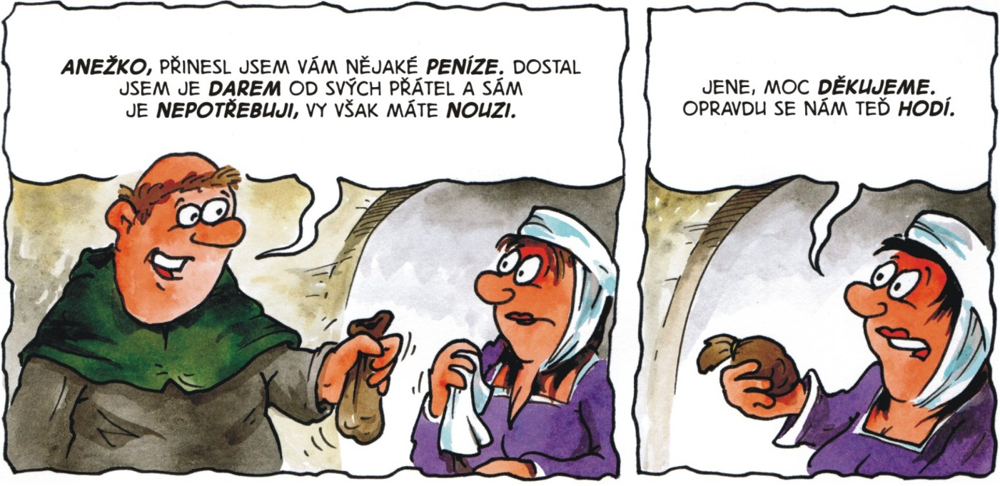 ANEŽKO, PŘINESL JSEM VÁM NĚJAKÉ PENÍZE. DOSTAL
JSEM JE DAREM OD SVÝCH PŘÁTEL A SÁM
JE NEPOTŘEBUJI, VY VŠAK MÁTE NOUZI.
JENE, MOC DĚKUJEME.
OPRAVDU SE NÁM TEĎ HODÍ.